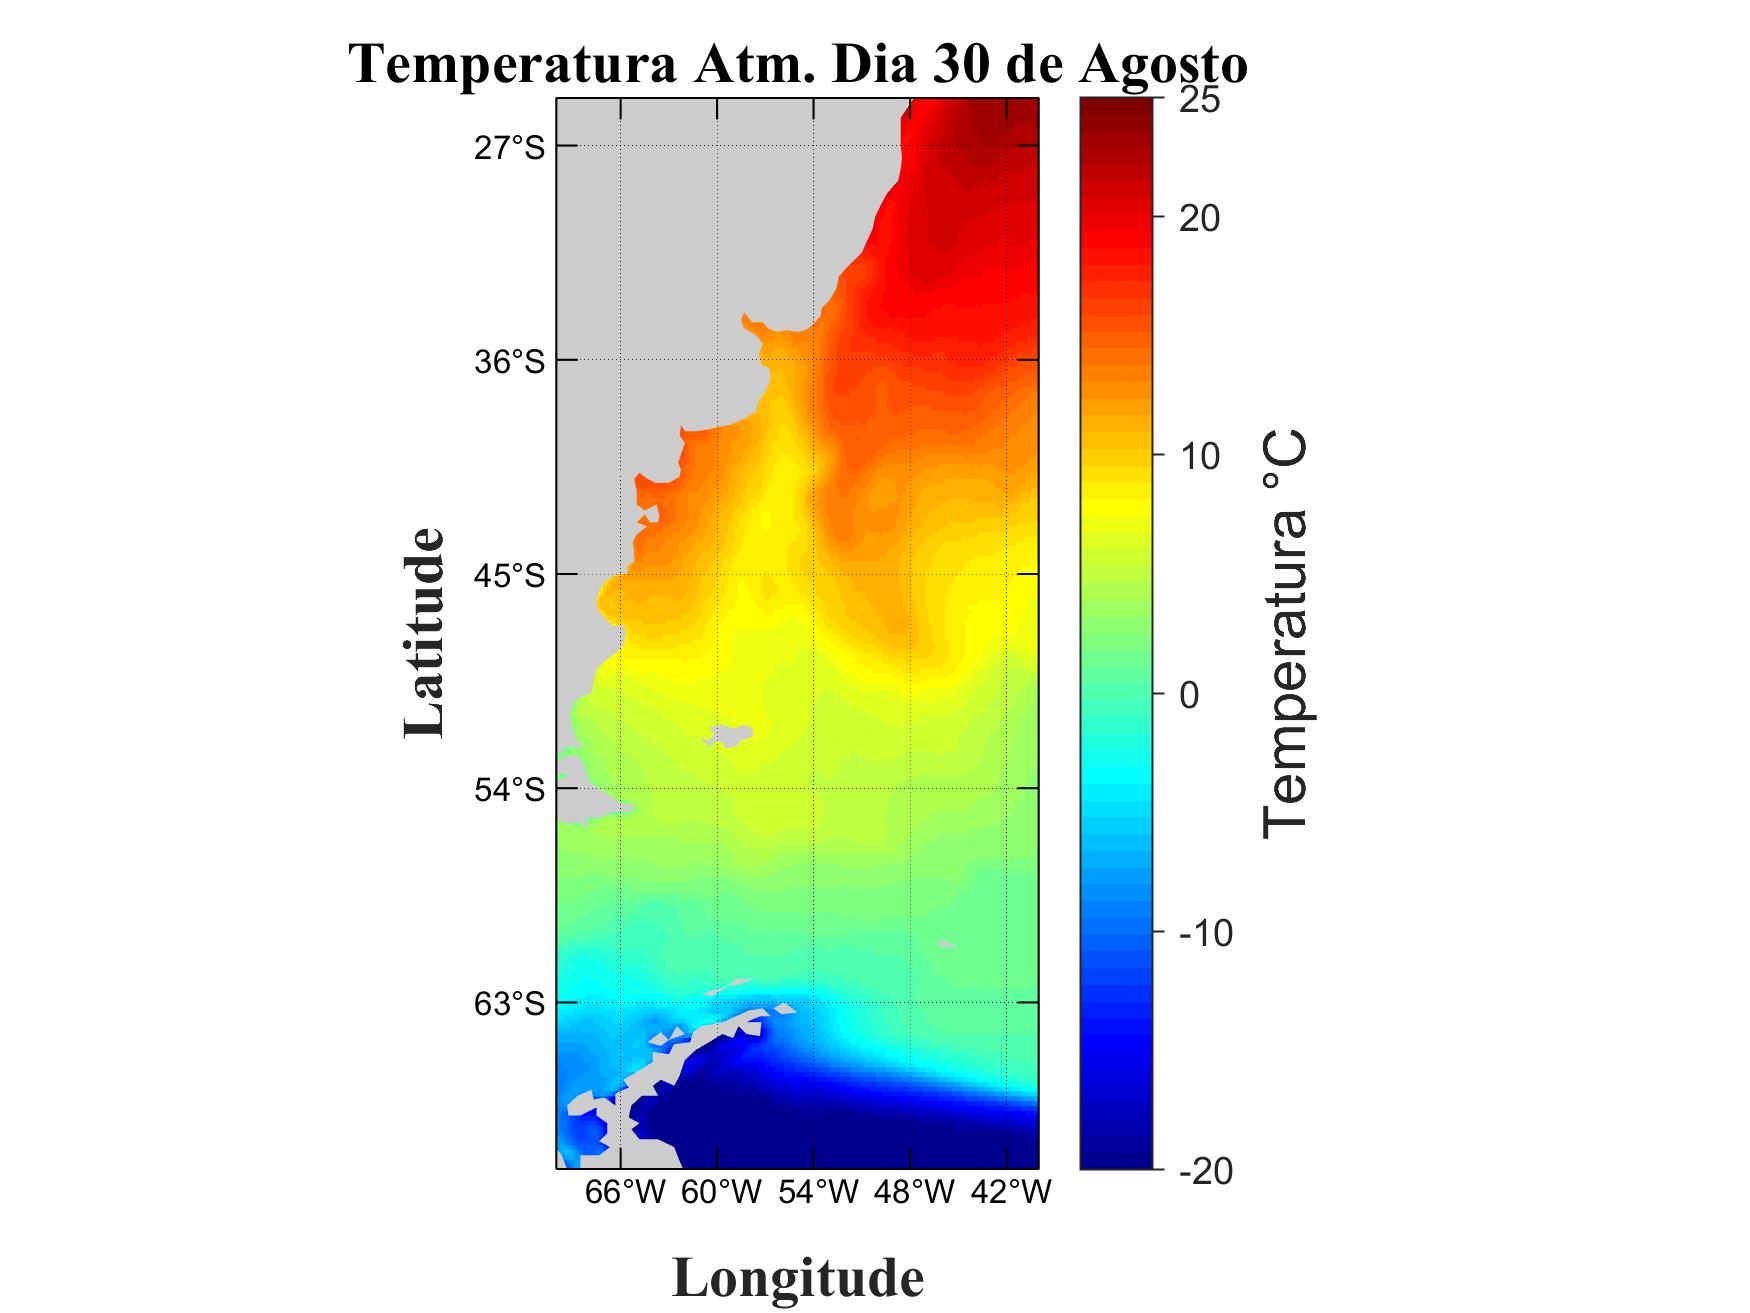 Temperatura Atm. Dia 30 de Agosto
27°S
36°S
45°S
54°S
63°S
Latitude
66°W 60°W 54°W 48°W 42°W
Longitude
25
20
10
0
-10
-20
Temperatura °C